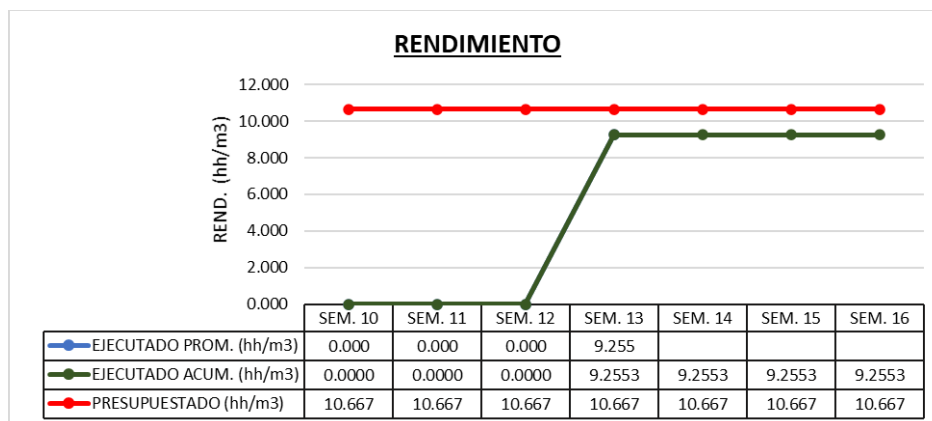 RENDIMIENTO
REND. (hh/m3)
12.000
10.000
8.000
6.000
4.000
2.000
0.000
SEM. 10 SEM. 11 SEM. 12 SEM. 13 SEM. 14 SEM. 15 SEM. 16
EJECUTADO PROM. (hh/m3) 0.000 0.000 0.000 9.255
EJECUTADO ACUM. (hh/m3) 0.0000 0.0000 0.0000 9.2553 9.2553 9.2553 9.2553
PRESUPUESTADO (hh/m3) 10.667 10.667 10.667 10.667 10.667 10.667 10.667